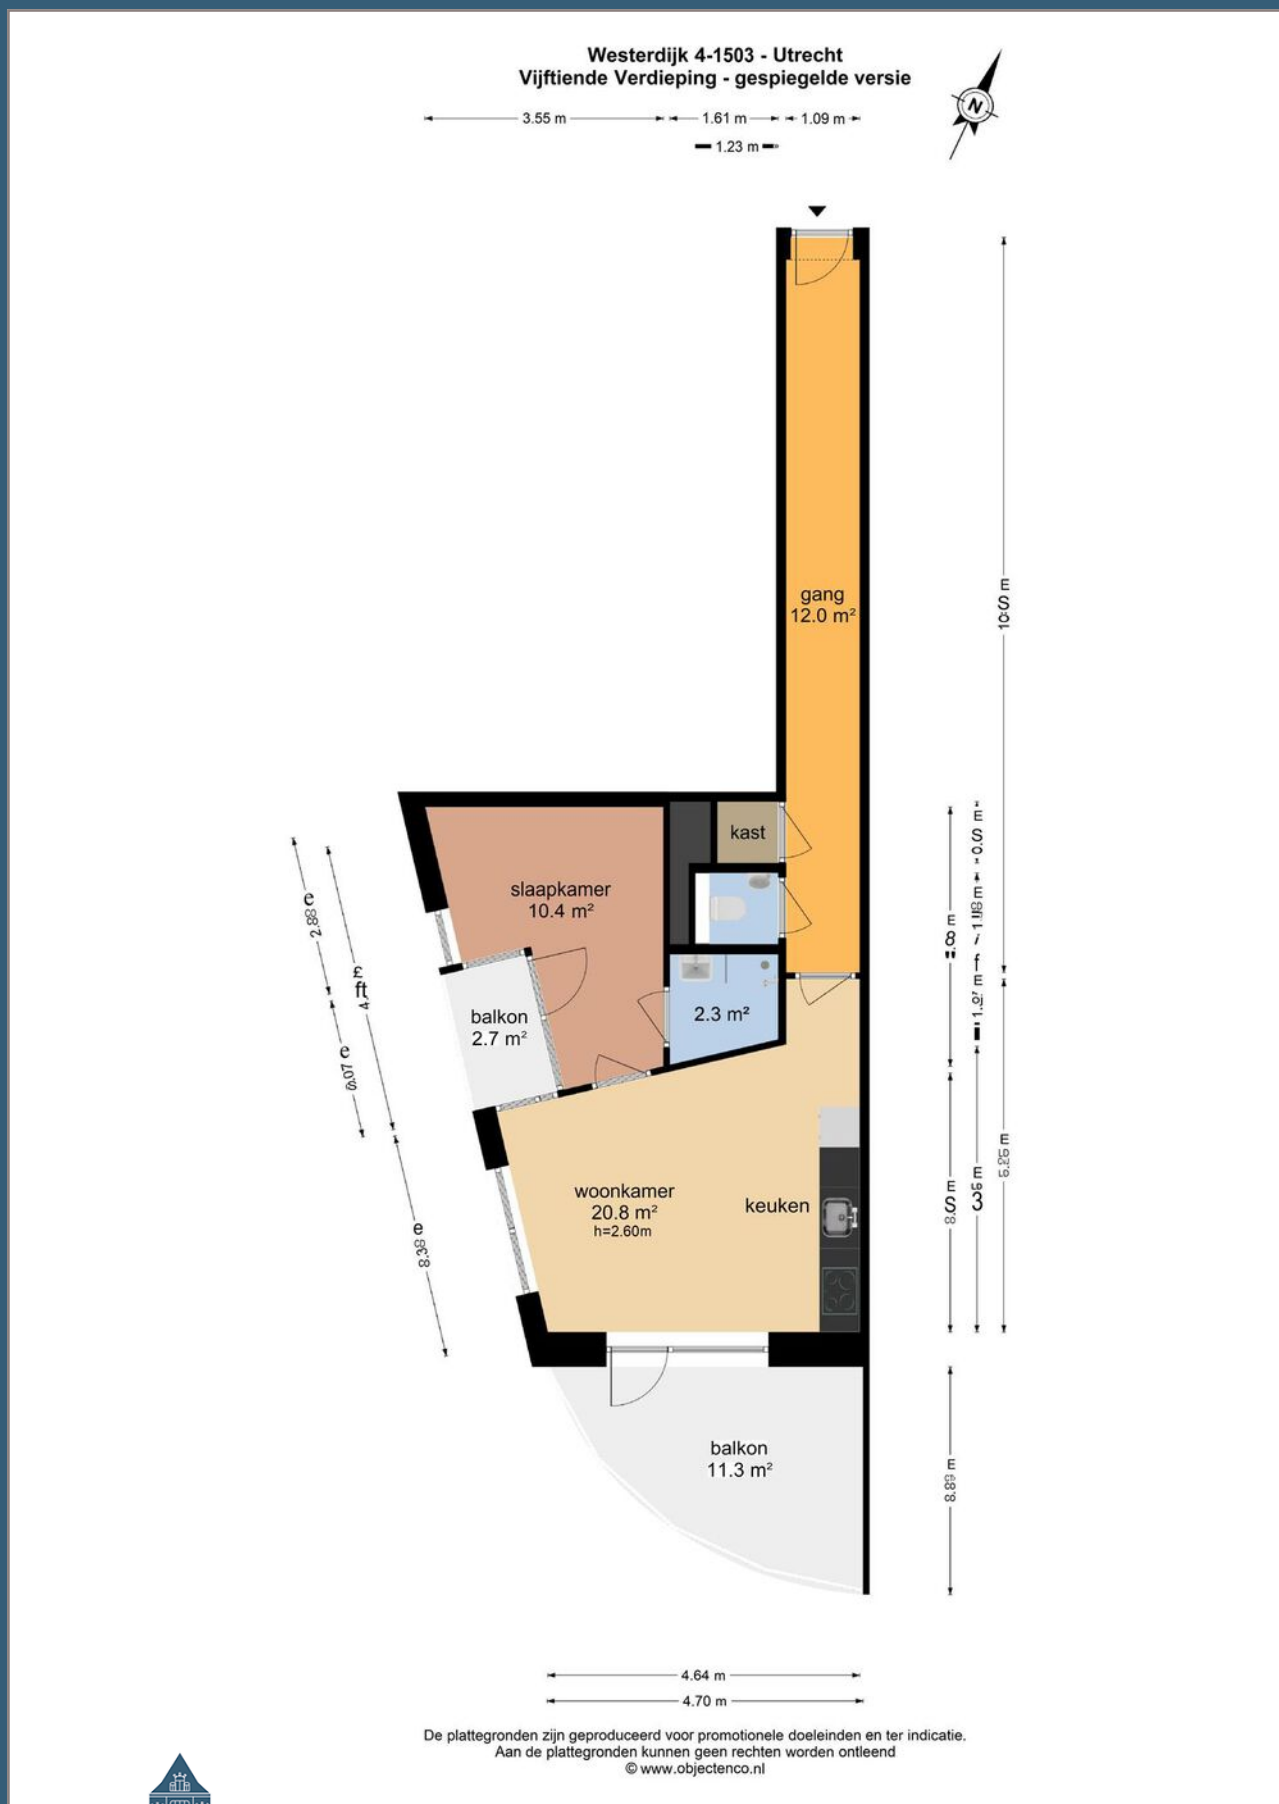 Westerdijk 4-1503 - Utrecht
Vijftiende Verdieping - gespiegelde versie
3.55 m
1.61 m
1.09 m
1.23 m
N
gang
12.0 m²
kast
slaapkamer
10.4 m²
balkon
2.7 m²
2.3 m²
woonkamer
20.8 m²
h=2.60m
keuken
balkon
11.3 m²
4.64 m
4.70 m
De plattegronden zijn geproduceerd voor promotionele doeleinden en ter indicatie.
Aan de plattegronden kunnen geen rechten worden ontleend
© www.objectenco.nl